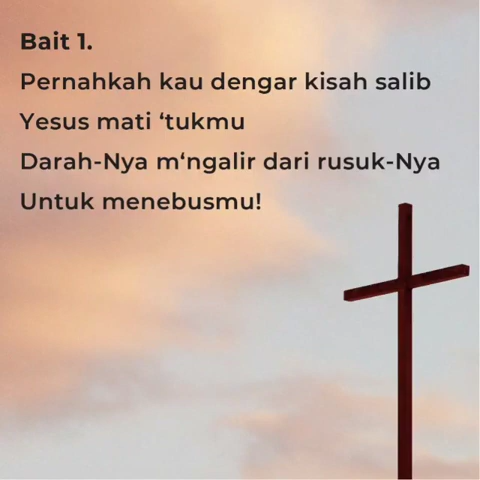 Bait 1.
Pernahkah kau dengar kisah salib
Yesus mati ‘tukmu
Darah-Nya m‘ngalir dari rusuk-Nya
Untuk menebusmu!